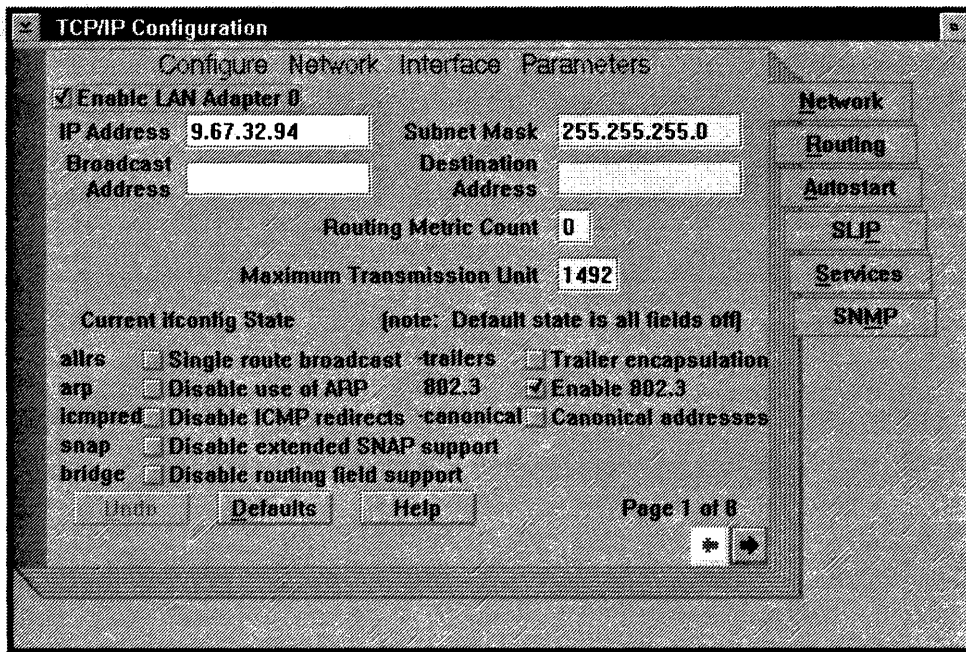 TCP/IP Configuration
Configure Network Interface Parameters
Enable LAN Adapter 0
IP Address 9.67.32.94 Subnet Mask 255.255.255.0
Broadcast Address Destination Address
Routing Metric Count 0
Maximum Transmission Unit 1492
Current ifconfig State (note: Default state is all fields off)
allrs Single route broadcast -trailers Trailer encapsulation
arp Disable use of ARP 802.3 Enable 802.3
icmpred Disable ICMP redirects -canonical Canonical addresses
snap Disable extended SNAP support
bridge Disable routing field support
Undo Defaults Help Page 1 of 8
Network
Routing
Autostart
SLIP
Services
SNMP